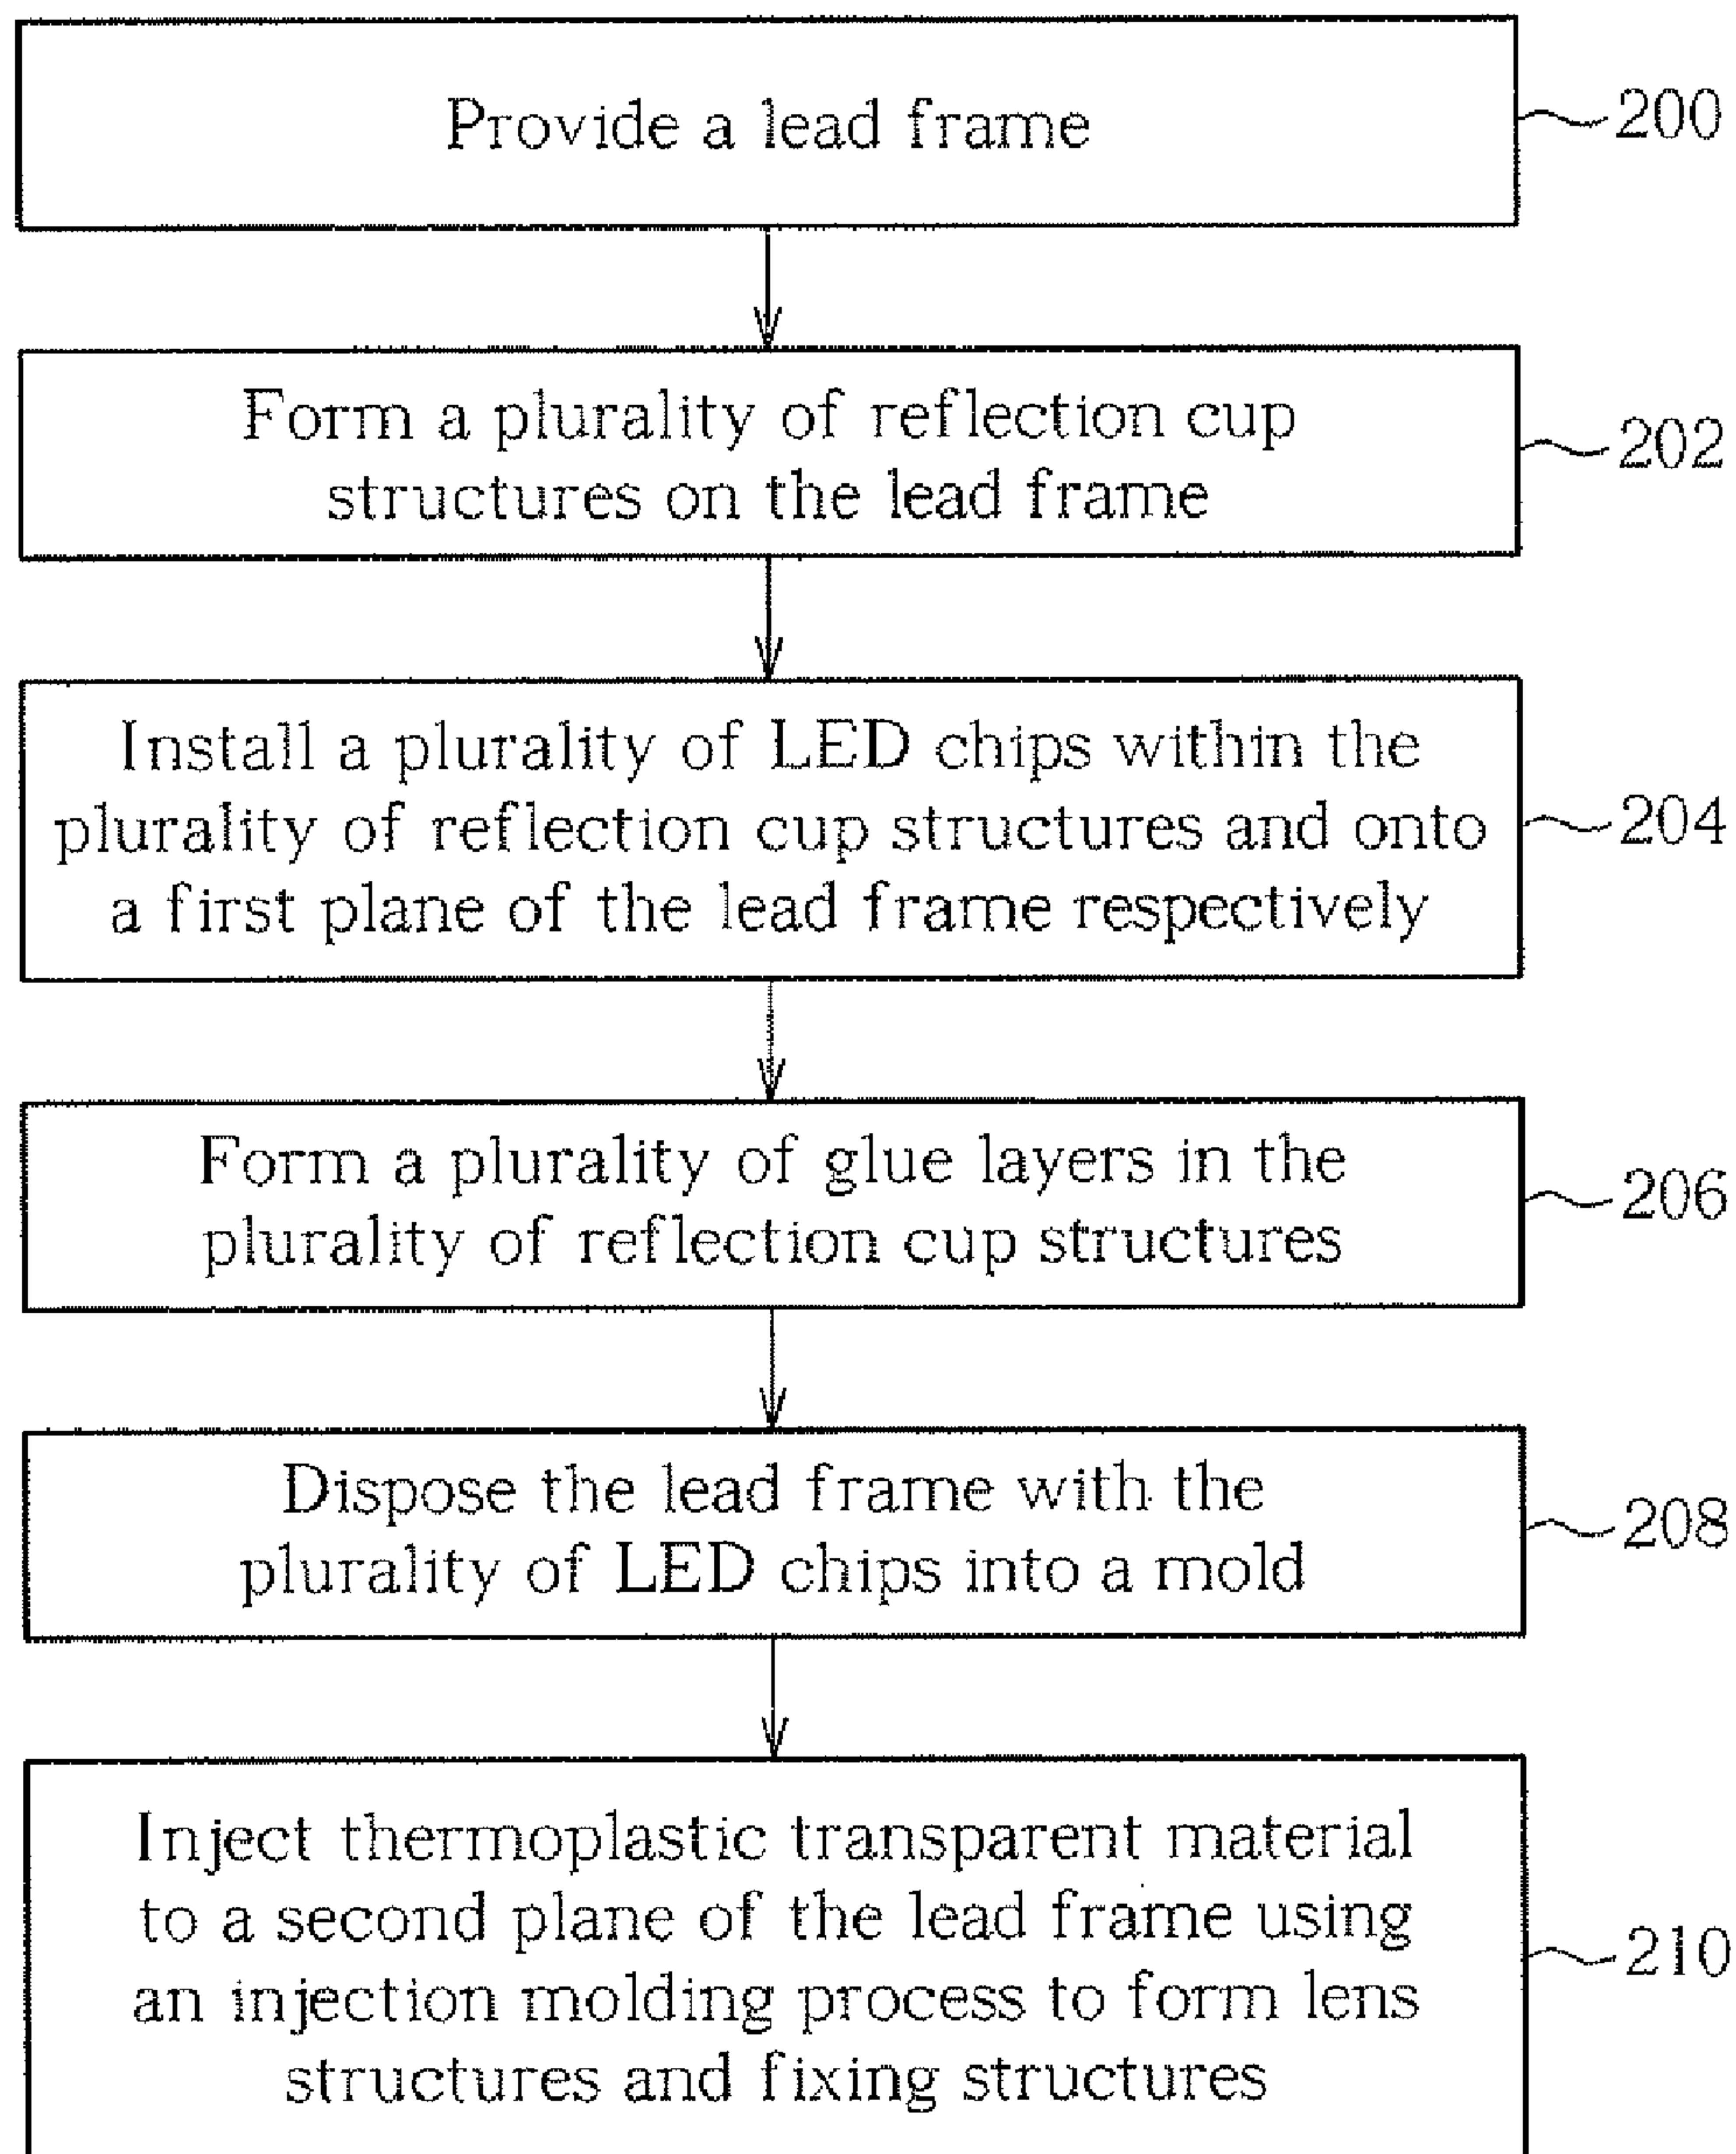 Provide a lead frame
200
Form a plurality of reflection cup
structures on the lead frame
202
Install a plurality of LED chips within the
plurality of reflection cup structures and onto
a first plane of the lead frame respectively
204
Form a plurality of glue layers in the
plurality of reflection cup structures
206
Dispose the lead frame with the
plurality of LED chips into a mold
208
Inject thermoplastic transparent material
to a second plane of the lead frame using
an injection molding process to form lens
structures and fixing structures
210